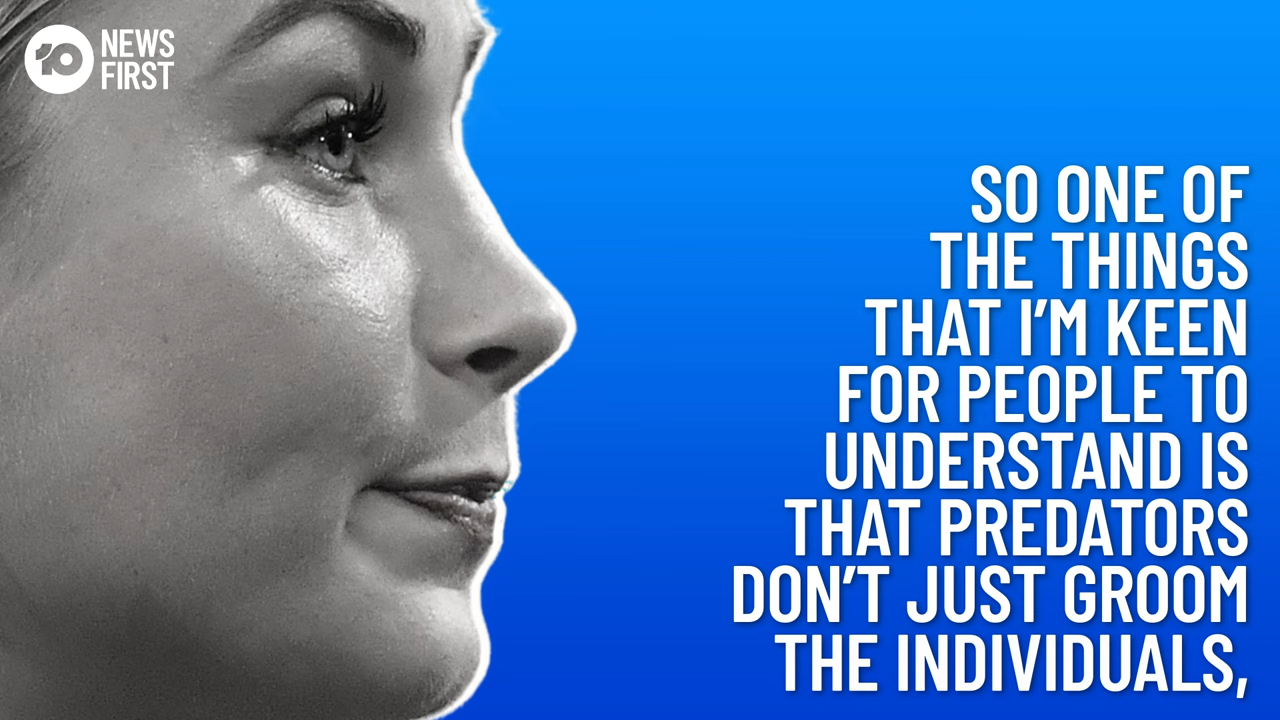 10 NEWS
FIRST
SO ONE OF
THE THINGS
THAT I'M KEEN
FOR PEOPLE TO
UNDERSTAND IS
THAT PREDATORS
DON'T JUST GROOM
THE INDIVIDUALS,